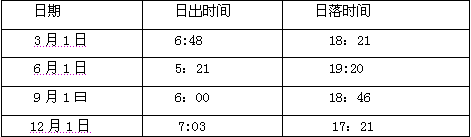 日期 日出时间 日落时间
3月1日 6:48 18：21
6月1日 5：21 19:20
9月1曰 6：00 18：46
12月1日 7:03 17：21